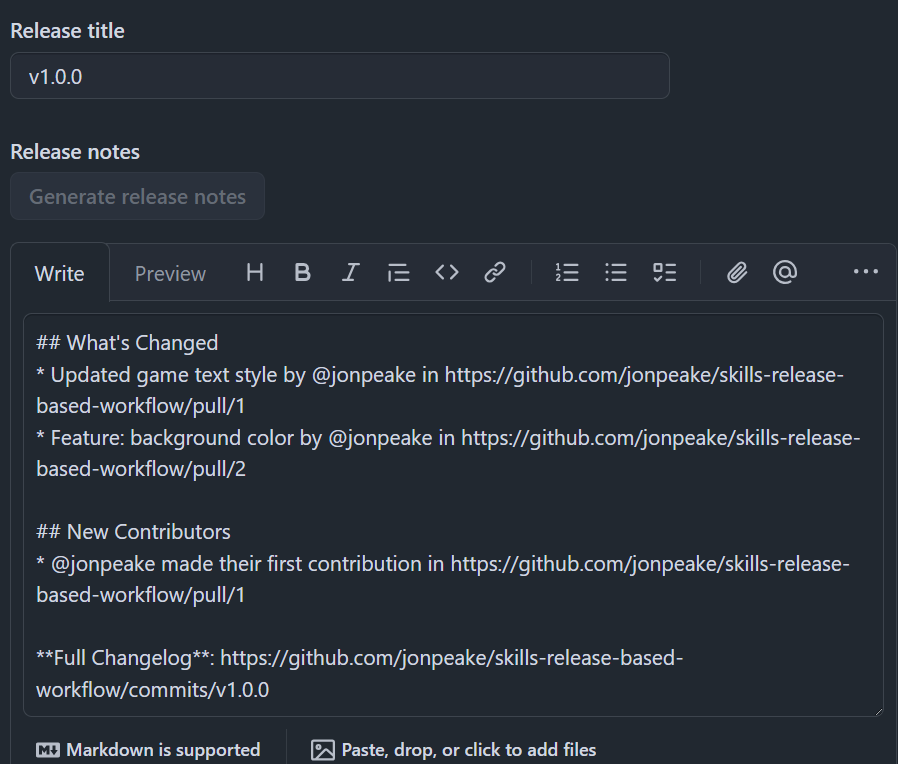 Release title
v1.0.0
Release notes
Generate release notes
Write Preview
## What's Changed
* Updated game text style by @jonpeake in https://github.com/jonpeake/skills-release-
based-workflow/pull/1
* Feature: background color by @jonpeake in https://github.com/jonpeake/skills-release-
based-workflow/pull/2
## New Contributors
* @jonpeake made their first contribution in https://github.com/jonpeake/skills-release-
based-workflow/pull/1
**Full Changelog**: https://github.com/jonpeake/skills-release-based-
workflow/commits/v1.0.0
Markdown is supported Paste, drop, or click to add files